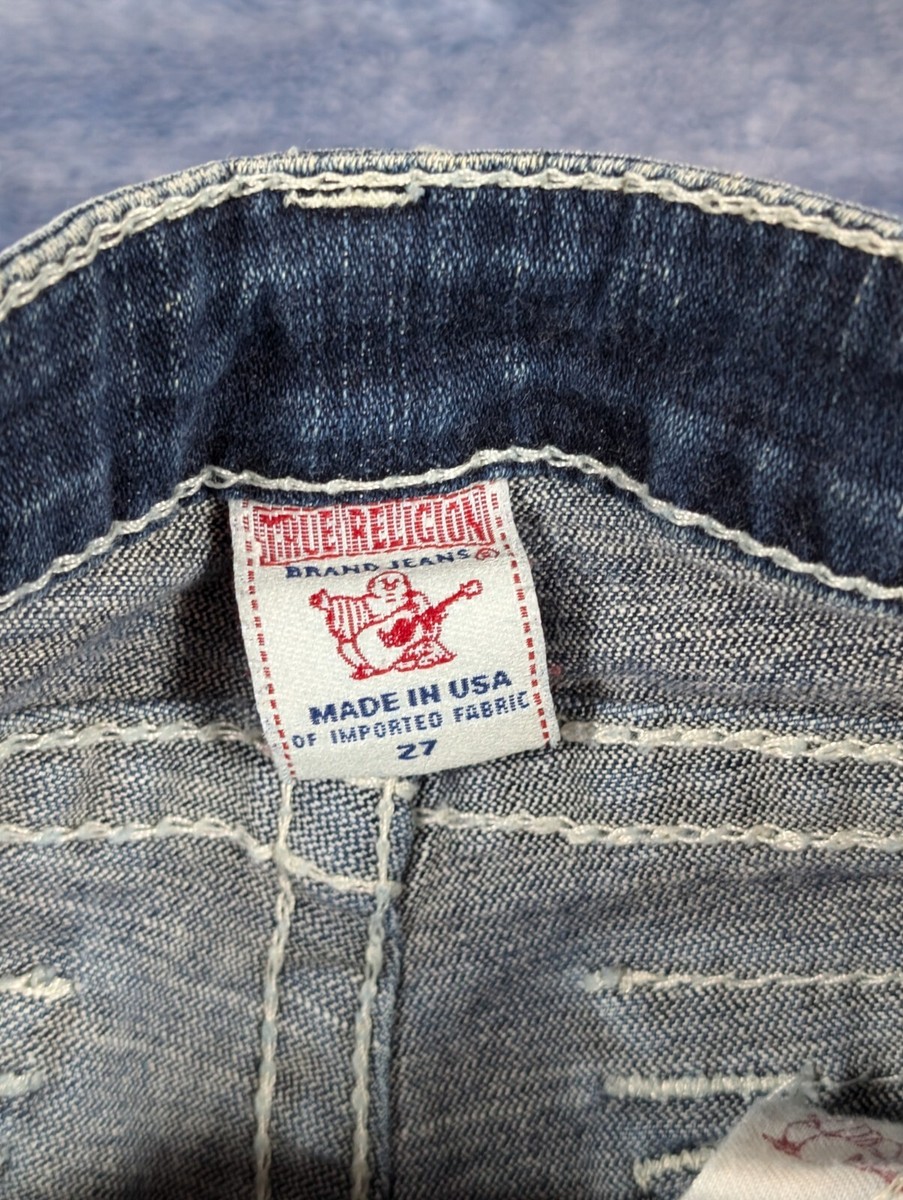 TRUE RELIGION
BRAND JEANS®
MADE IN USA
OF IMPORTED FABRIC
27